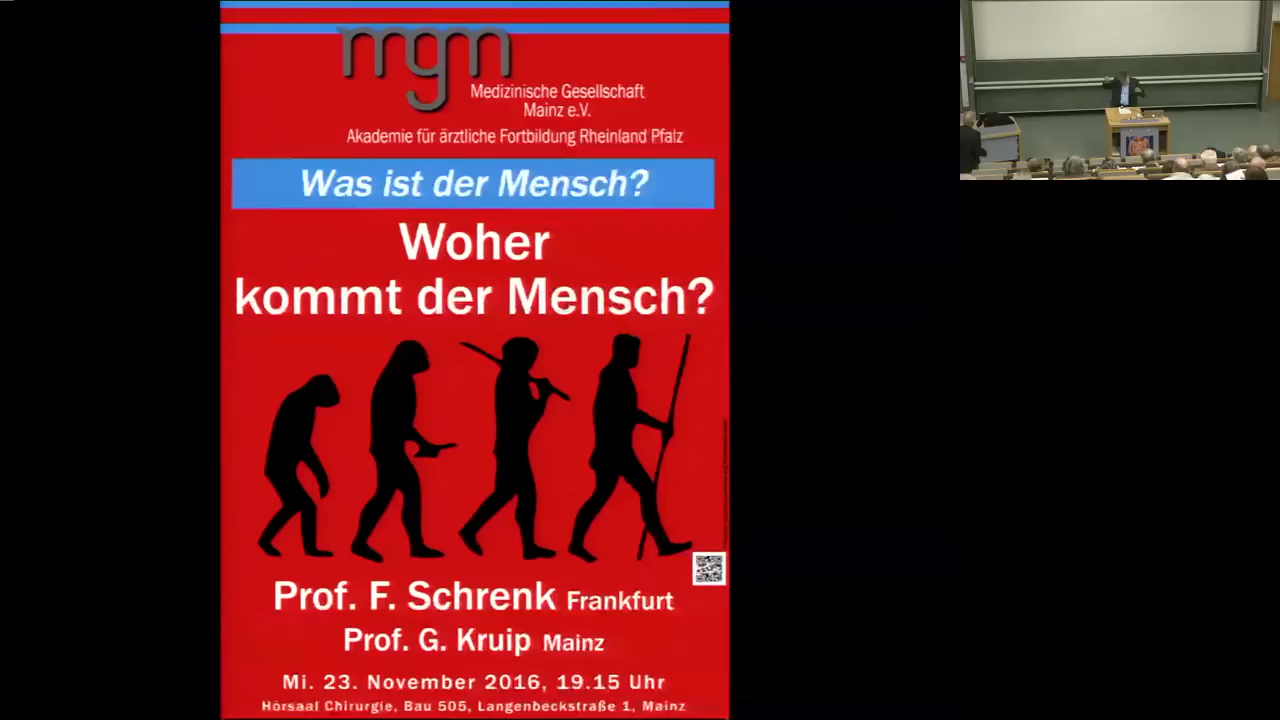 mgm
Medizinische Gesellschaft
Mainz e.V.
Akademie für ärztliche Fortbildung Rheinland Pfalz
Was ist der Mensch?
Woher
kommt der Mensch?
Prof. F. Schrenk Frankfurt
Prof. G. Kruip Mainz
Mi. 23. November 2016, 19.15 Uhr
Hörsaal Chirurgie, Bau 505, Langenbeckstraße 1, Mainz